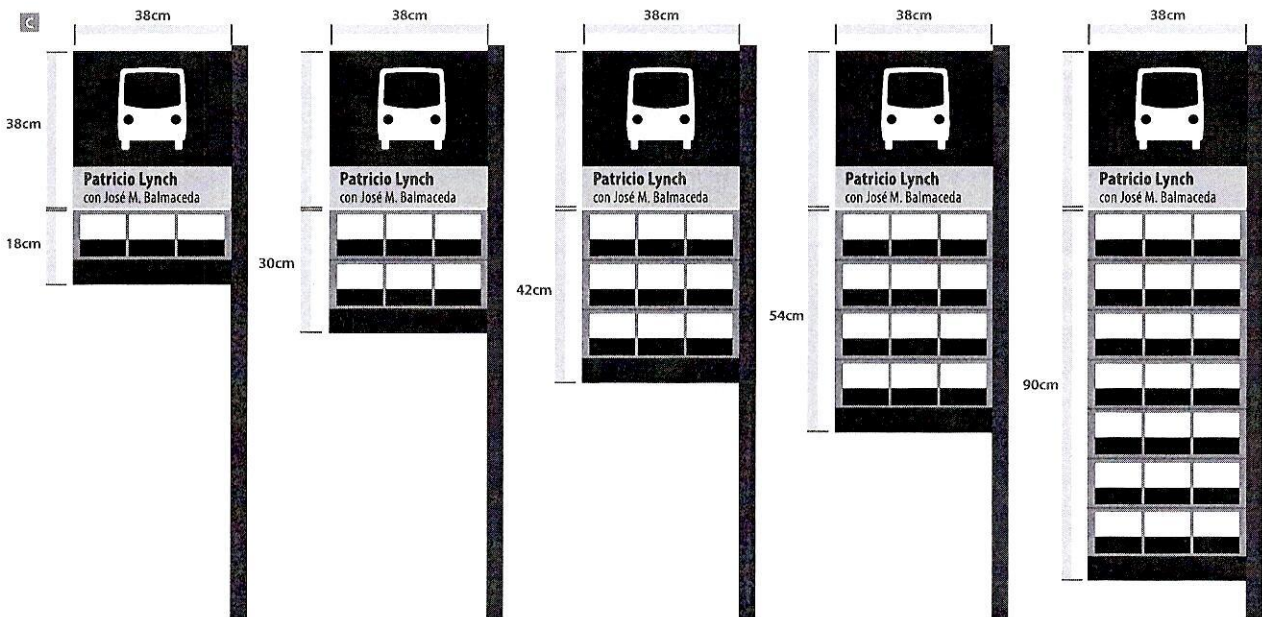 C
38cm
38cm
38cm
38cm
38cm
38cm
18cm
30cm
42cm
54cm
90cm
Patricio Lynch
con José M. Balmaceda
Patricio Lynch
con José M. Balmaceda
Patricio Lynch
con José M. Balmaceda
Patricio Lynch
con José M. Balmaceda
Patricio Lynch
con José M. Balmaceda